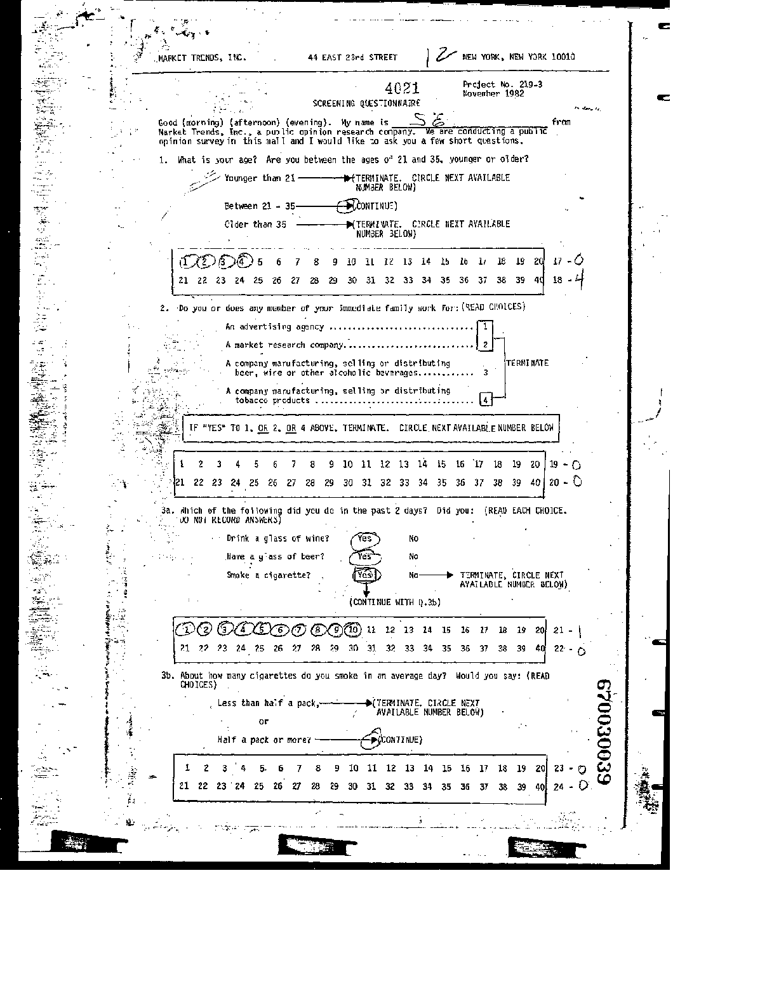 MARKET TRENDS, INC. 44 EAST 23rd STREET 12 NEW YORK, NEW YORK 10010
4021 Project No. 219-3
November 1982
SCREENING QUESTIONNAIRE
Good (morning) (afternoon) (evening). My name is SE from
Market Trends, Inc., a public opinion research company. We are conducting a public
opinion survey in this mall and I would like to ask you a few short questions.
1. What is your age? Are you between the ages of 21 and 35, younger or older?
Younger than 21 (TERMINATE. CIRCLE NEXT AVAILABLE
NUMBER BELOW)
Between 21 - 35 (CONTINUE)
Older than 35 (TERMINATE. CIRCLE NEXT AVAILABLE
NUMBER BELOW)
1 2 3 4 5 6 7 8 9 10 11 12 13 14 15 16 17 18 19 20 17 - 0
21 22 23 24 25 26 27 28 29 30 31 32 33 34 35 36 37 38 39 40 18 - 4
2. Do you or does any member of your immediate family work for: (READ CHOICES)
An advertising agency .............................. 1
A market research company........................... 2
A company manufacturing, selling or distributing TERMINATE
beer, wine or other alcoholic beverages............ 3
A company manufacturing, selling or distributing
tobacco products .................................. 4
IF "YES" TO 1, OR 2, OR 4 ABOVE, TERMINATE. CIRCLE NEXT AVAILABLE NUMBER BELOW
1 2 3 4 5 6 7 8 9 10 11 12 13 14 15 16 17 18 19 20 19 - 0
21 22 23 24 25 26 27 28 29 30 31 32 33 34 35 36 37 38 39 40 20 - 0
3a. Which of the following did you do in the past 2 days? Did you: (READ EACH CHOICE.
DO NOT RECORD ANSWERS)
Drink a glass of wine? Yes No
Have a glass of beer? Yes No
Smoke a cigarette? Yes No TERMINATE, CIRCLE NEXT
AVAILABLE NUMBER BELOW)
(CONTINUE WITH Q.3b)
1 2 3 4 5 6 7 8 9 10 11 12 13 14 15 16 17 18 19 20 21 - 1
21 22 23 24 25 26 27 28 29 30 31 32 33 34 35 36 37 38 39 40 22 - 0
3b. About how many cigarettes do you smoke in an average day? Would you say: (READ
CHOICES)
Less than half a pack, (TERMINATE. CIRCLE NEXT
AVAILABLE NUMBER BELOW)
or
Half a pack or more? (CONTINUE)
1 2 3 4 5 6 7 8 9 10 11 12 13 14 15 16 17 18 19 20 23 - 0
21 22 23 24 25 26 27 28 29 30 31 32 33 34 35 36 37 38 39 40 24 - 0
670030039